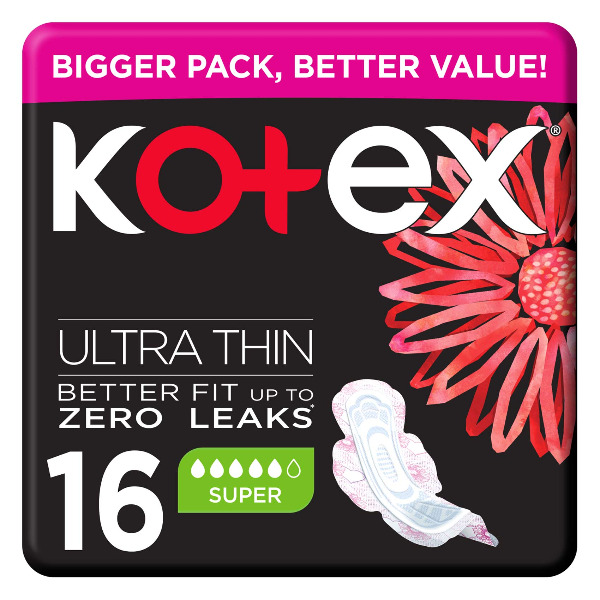 BIGGER PACK, BETTER VALUE!
Kotex®
ULTRA THIN
BETTER FIT UP TO
ZERO LEAKS*
16
SUPER